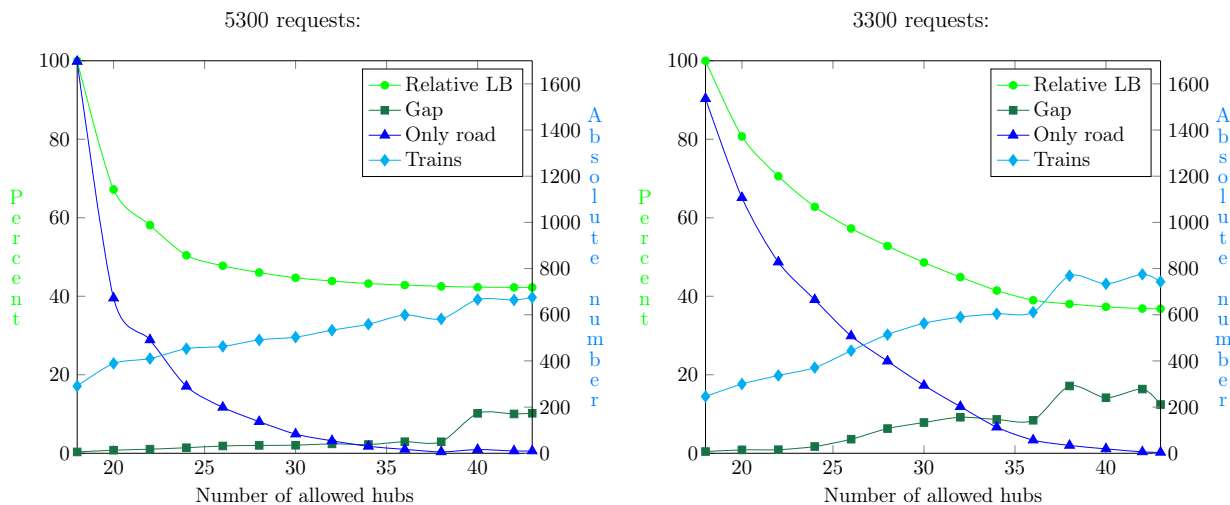 5300 requests:
100
80
60
40
20
0
1600
1400
1200
1000
800
600
400
200
0
20
25
30
35
40
Relative LB
Gap
Only road
Trains
Percent
Absolute number
Number of allowed hubs
3300 requests:
100
80
60
40
20
0
1600
1400
1200
1000
800
600
400
200
0
20
25
30
35
40
Relative LB
Gap
Only road
Trains
Percent
Absolute number
Number of allowed hubs